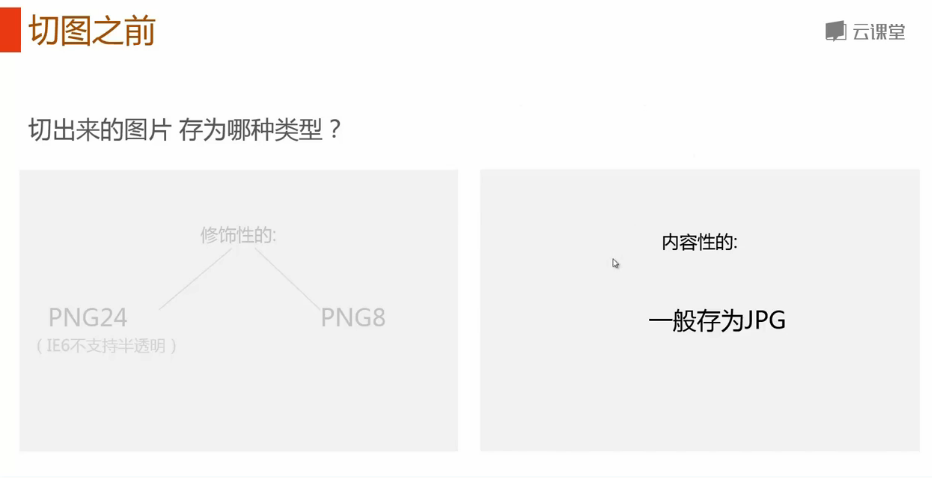 切图之前
云课堂
切出来的图片 存为哪种类型？
修饰性的:
PNG24
PNG8
（IE6不支持半透明）
内容性的:
一般存为JPG